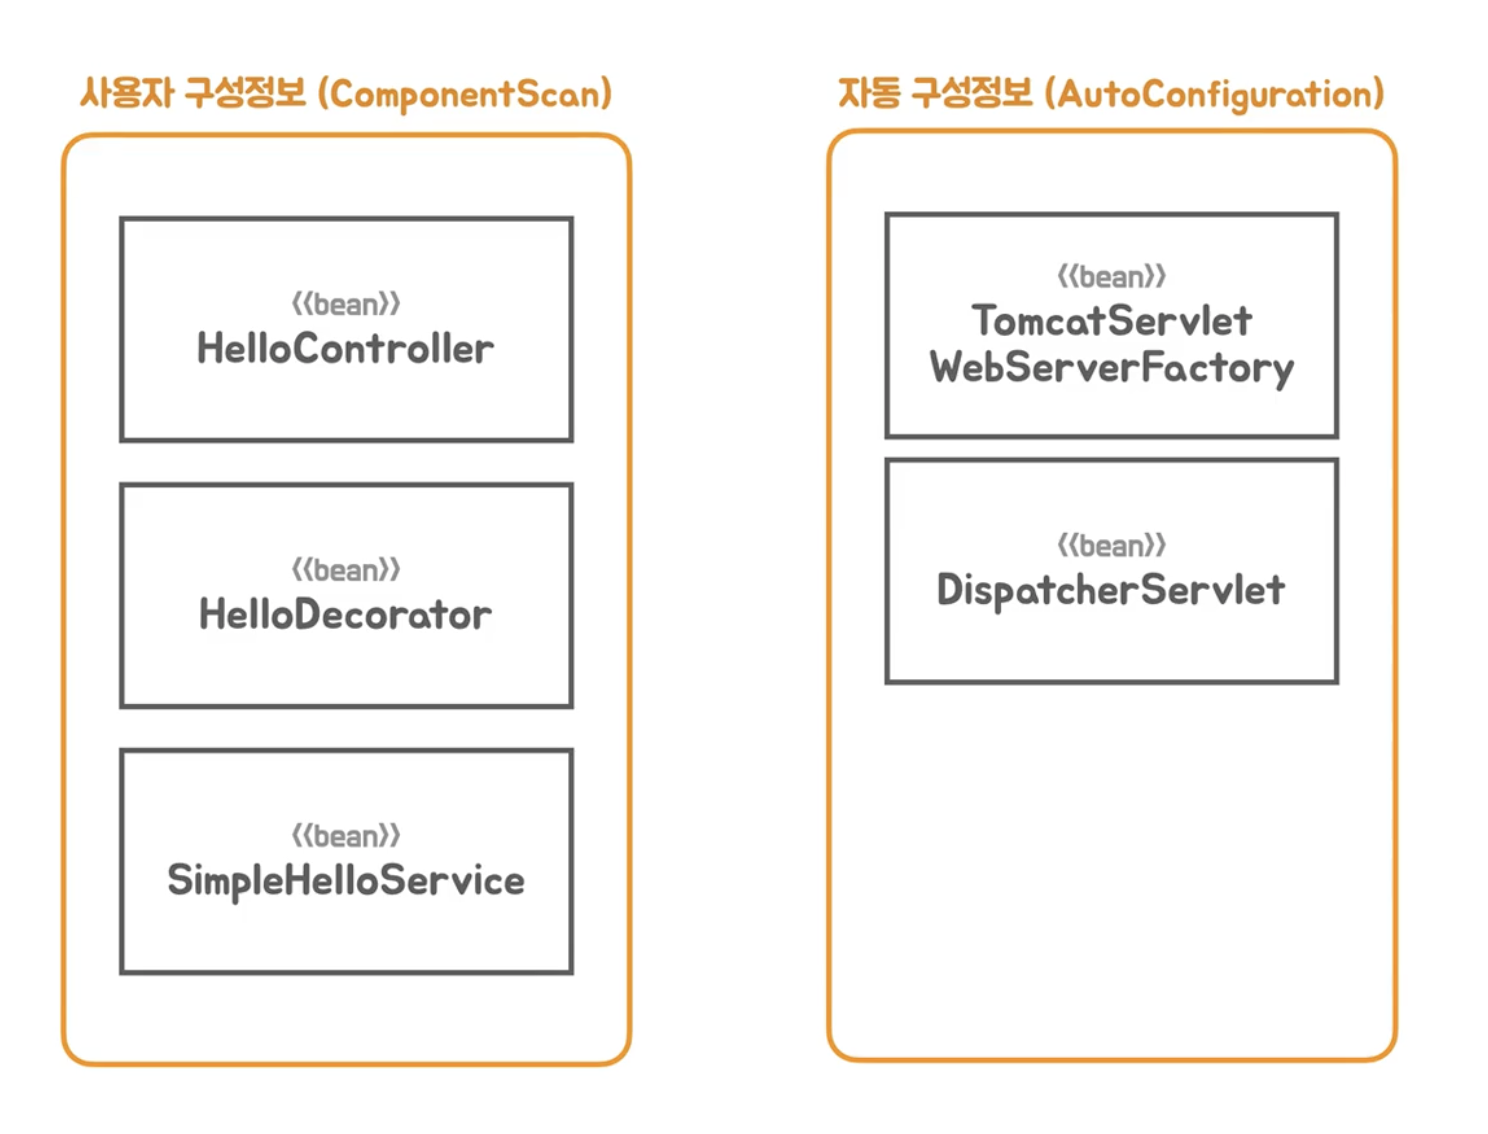 사용자 구성정보 (ComponentScan)
⟨⟨bean⟩⟩
HelloController
⟨⟨bean⟩⟩
HelloDecorator
⟨⟨bean⟩⟩
SimpleHelloService
자동 구성정보 (AutoConfiguration)
⟨⟨bean⟩⟩
TomcatServlet
WebServerFactory
⟨⟨bean⟩⟩
DispatcherServlet